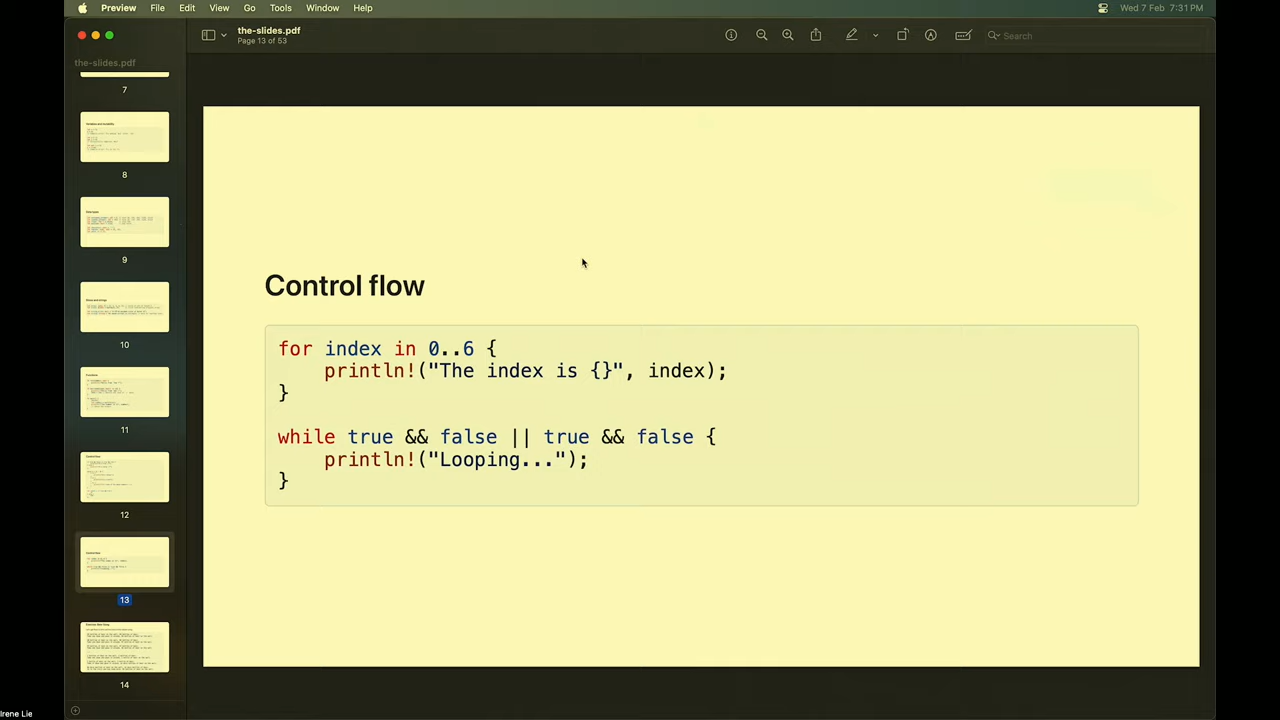 Preview File Edit View Go Tools Window Help Wed 7 Feb 7:31 PM
the-slides.pdf
Page 13 of 53
Search
the-slides.pdf
7
8
9
10
11
12
13
14
Control flow
for index in 0..6 {
println!("The index is {}", index);
}
while true && false || true && false {
println!("Looping...");
}
Irene Lie